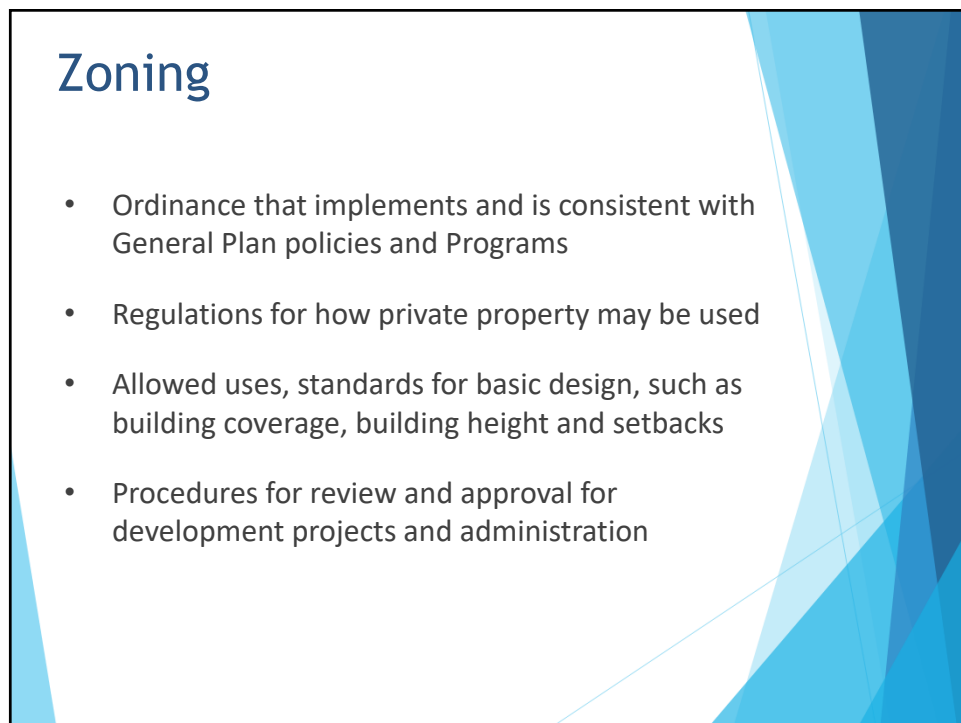 Zoning
• Ordinance that implements and is consistent with
General Plan policies and Programs
• Regulations for how private property may be used
• Allowed uses, standards for basic design, such as
building coverage, building height and setbacks
• Procedures for review and approval for
development projects and administration